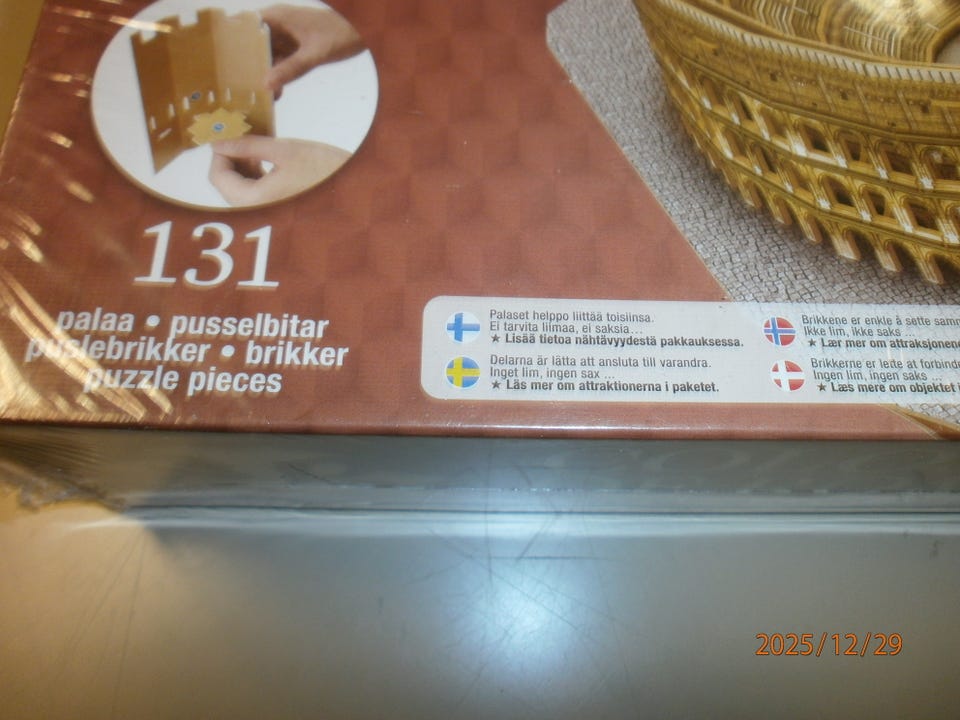 131
palaa • pusselbitar
puslebrikker • brikker
puzzle pieces
Palaset helppo liittää toisiinsa.
Ei tarvita liimaa, ei saksia...
★ Lisää tietoa nähtävyydestä pakkauksessa.
Delarna är lätta att ansluta till varandra.
Inget lim, ingen sax ...
★ Läs mer om attraktionerna i paketet.
Brikkene er enkle å sette
Ikke lim, ikke saks ...
★ Lær mer om
Brikkerne er lette at
Ingen lim, ingen saks ...
★ Læs mere om objektet i
2025/12/29